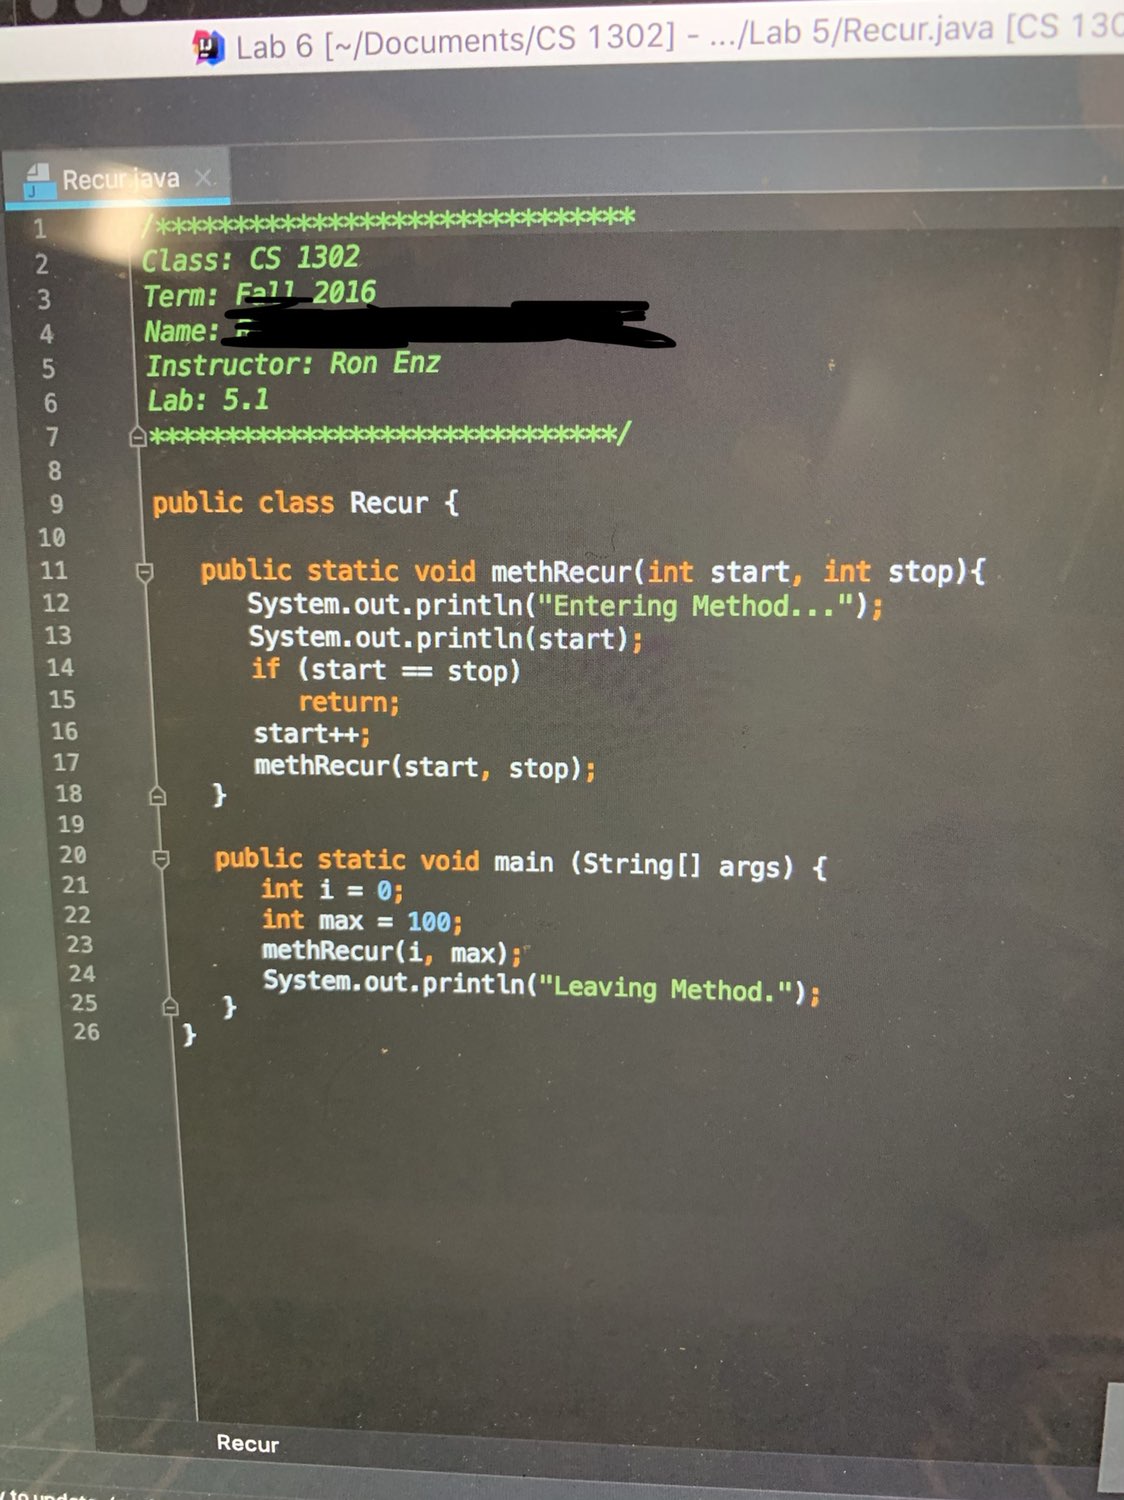 Lab 6 [~/Documents/CS 1302] - .../Lab 5/Recur.java [CS 130
Recur.java
1 /*******************************
2 Class: CS 1302
3 Term: Fall 2016
4 Name:
5 Instructor: Ron Enz
6 Lab: 5.1
7 *******************************/
8
9 public class Recur {
10
11 public static void methRecur(int start, int stop){
12 System.out.println("Entering Method...");
13 System.out.println(start);
14 if (start == stop)
15 return;
16 start++;
17 methRecur(start, stop);
18 }
19
20 public static void main (String[] args) {
21 int i = 0;
22 int max = 100;
23 methRecur(i, max);
24 System.out.println("Leaving Method.");
25 }
26 }
Recur